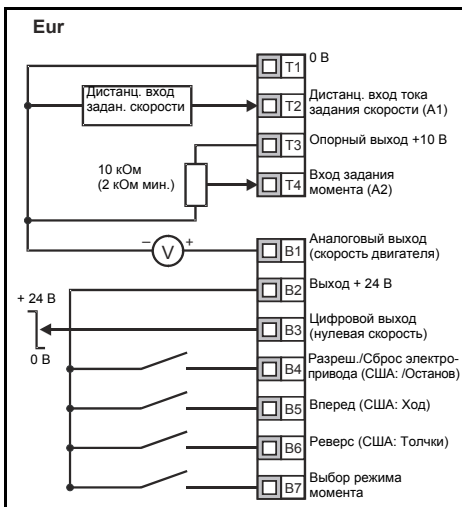 Eur
T1
0 В
Дистанц. вход
задан. скорости
T2
Дистанц. вход тока
задания скорости (A1)
T3
Опорный выход +10 В
10 кОм
(2 кОм мин.)
T4
Вход задания
момента (A2)
– V +
B1
Аналоговый выход
(скорость двигателя)
B2
Выход + 24 В
+ 24 В
0 В
B3
Цифровой выход
(нулевая скорость)
B4
Разреш./Сброс электро-
привода (США: /Останов)
B5
Вперед (США: Ход)
B6
Реверс (США: Толчки)
B7
Выбор режима
момента